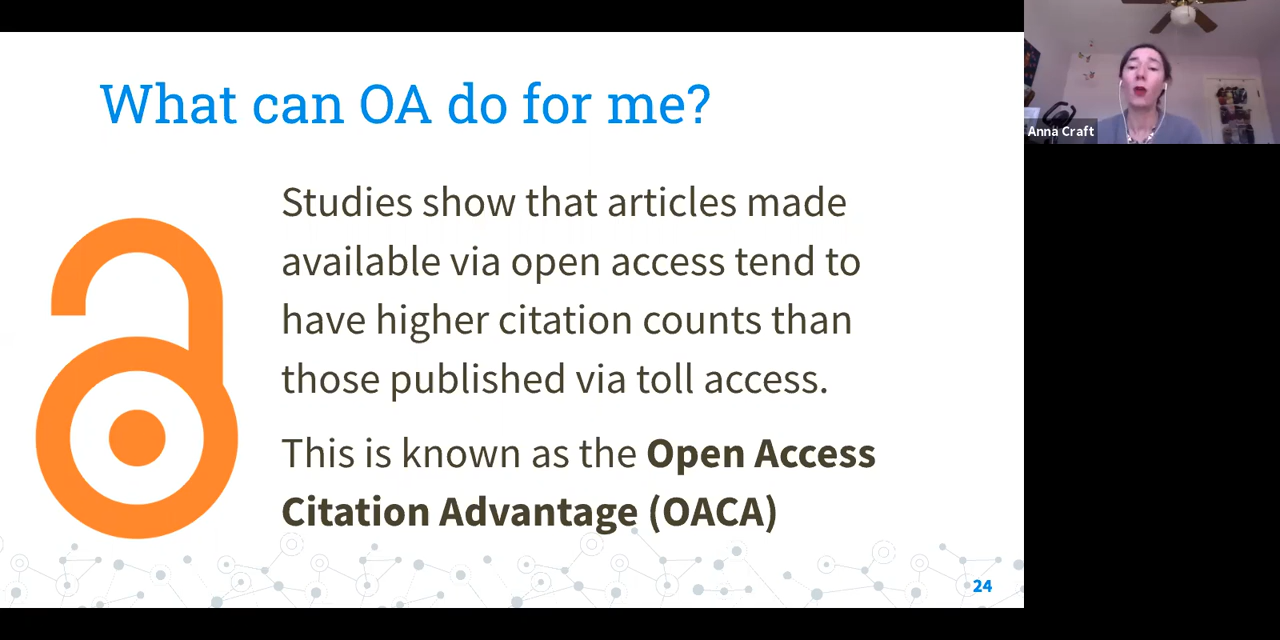 What can OA do for me?
Studies show that articles made
available via open access tend to
have higher citation counts than
those published via toll access.
This is known as the Open Access
Citation Advantage (OACA)
24
Anna Craft